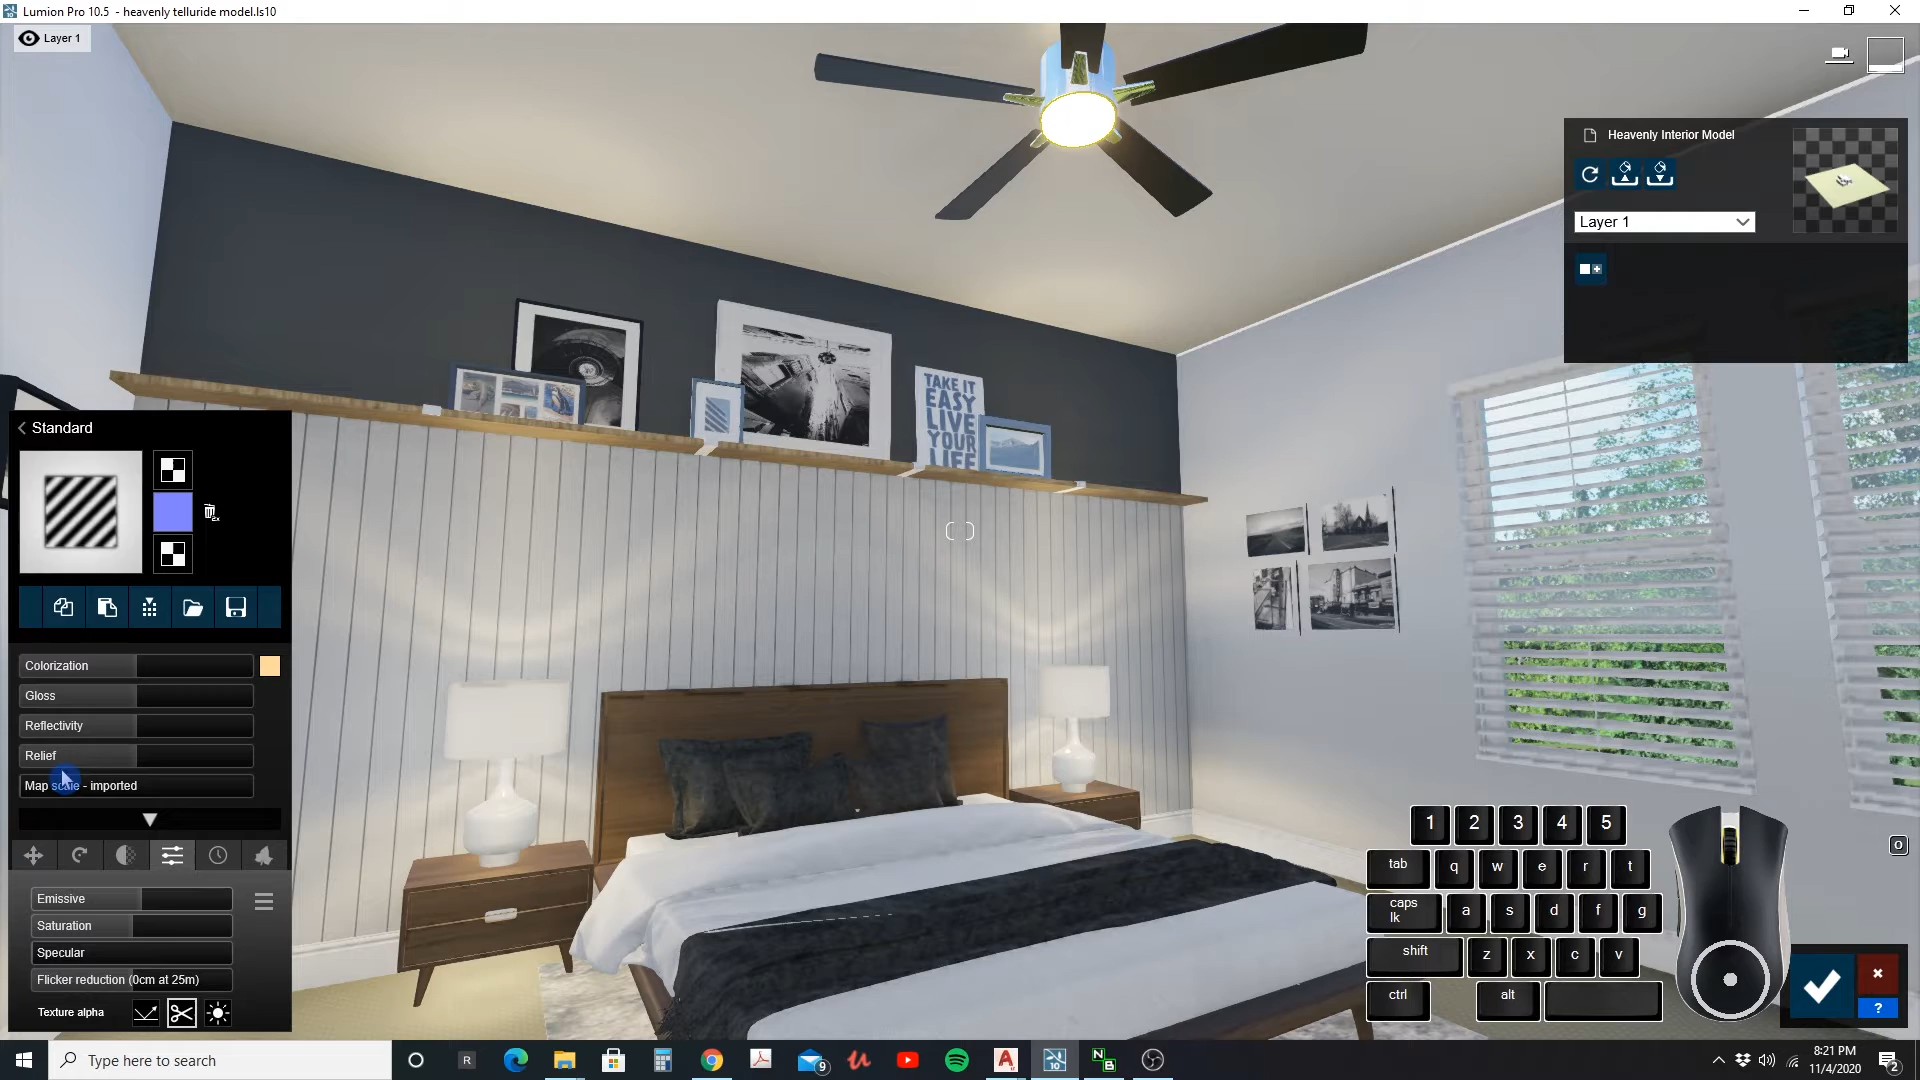 Lumion Pro 10.5 - heavenly telluride model.ls10
Layer 1
Heavenly Interior Model
Layer 1
TAKE IT
EASY
LIVE
YOUR
LIFE
Standard
Colorization
Gloss
Reflectivity
Relief
Map scale - imported
Emissive
Saturation
Specular
Flicker reduction (0cm at 25m)
Texture alpha
1 2 3 4 5
tab q w e r t
caps lk a s d f g
shift z x c v
ctrl alt
O
?
Type here to search
R
10
N
B
9
8:21 PM
11/4/2020
2